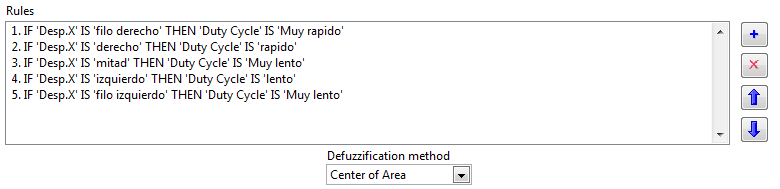 Rules
1. IF 'Desp.X' IS 'filo derecho' THEN 'Duty Cycle' IS 'Muy rapido'
2. IF 'Desp.X' IS 'derecho' THEN 'Duty Cycle' IS 'rapido'
3. IF 'Desp.X' IS 'mitad' THEN 'Duty Cycle' IS 'Muy lento'
4. IF 'Desp.X' IS 'izquierdo' THEN 'Duty Cycle' IS 'lento'
5. IF 'Desp.X' IS 'filo izquierdo' THEN 'Duty Cycle' IS 'Muy lento'
Defuzzification method
Center of Area